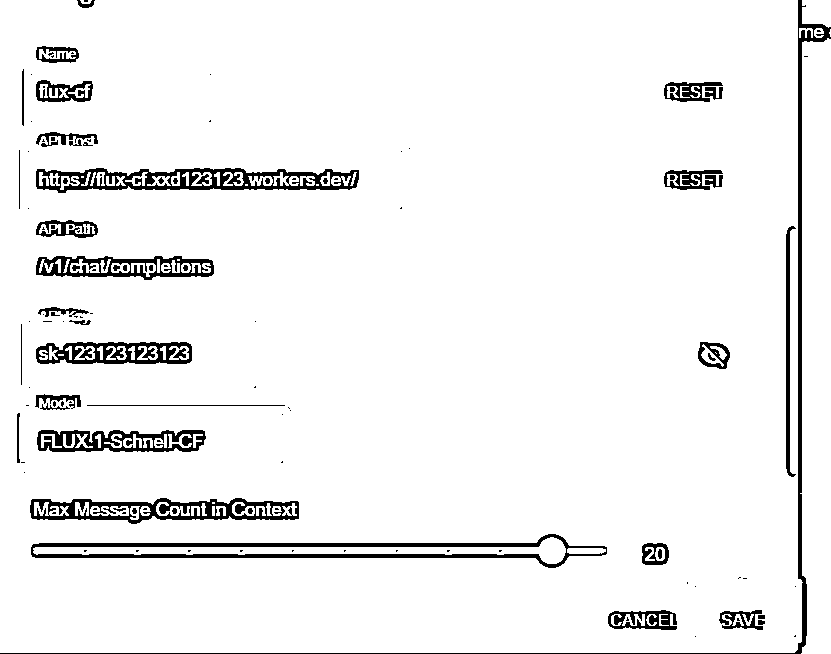 Name
flux-cf
RESET
API Host
https://flux-cf.xxd123123.workers.dev/
RESET
API Path
/v1/chat/completions
API Key
sk-123123123123
Model
FLUX.1-Schnell-CF
Max Message Count in Context
20
CANCEL
SAVE